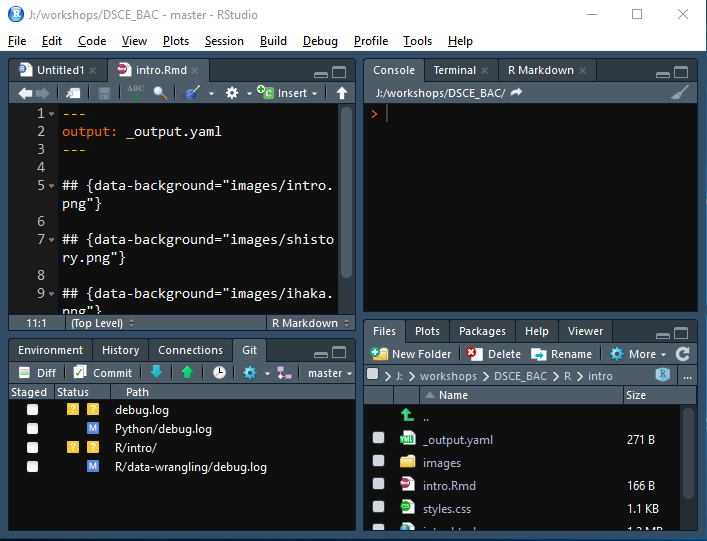 J:/workshops/DSCE_BAC - master - RStudio
File Edit Code View Plots Session Build Debug Profile Tools Help
Untitled1 intro.Rmd
ABC Insert
1 ---
2 output: _output.yaml
3 ---
4
5 ## {data-background="images/intro.
png"}
6
7 ## {data-background="images/shisto
ry.png"}
8
9 ## {data-background="images/ihaka.
png"}
11:1 (Top Level) R Markdown
Environment History Connections Git
Diff Commit master
Staged Status Path
? ? debug.log
M Python/debug.log
? ? R/intro/
M R/data-wrangling/debug.log
Console Terminal R Markdown
J:/workshops/DSCE_BAC/
>
Files Plots Packages Help Viewer
New Folder Delete Rename More
J: workshops DSCE_BAC R intro R ...
Name Size
..
_output.yaml 271 B
images
intro.Rmd 166 B
styles.css 1.1 KB